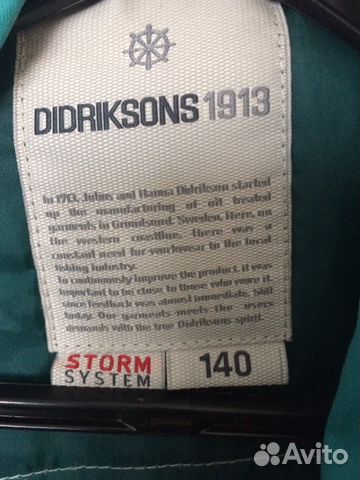 DIDRIKSONS 1913
In 1913, Julius and Hanna Didrikson started
up the manufacturing of oil treated
garments in Grundsund, Sweden. Here, on
the western coastline, there was a
constant need for workwear to the local
fishing industry.
To continously improve the product, it was
important to be close to those who wore it
since feedback was almost immediate. Still
today. Our garments meets the users
demands with the true Didriksons spirit.
STORM
SYSTEM
140
Avito